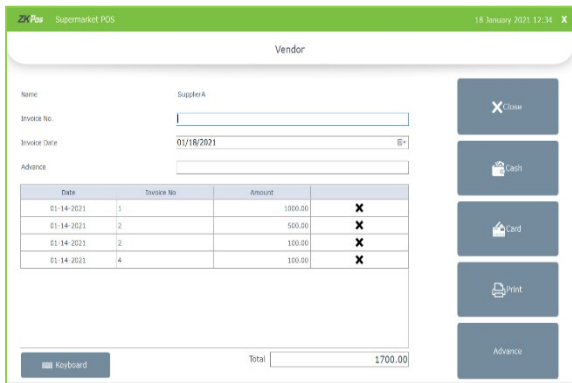 ZKPos Supermarket POS 18 January 2021 12:34 X
Vendor
Name SupplierA
Invoice No.
Invoice Date 01/18/2021
Advance
Date Invoice No Amount
01-14-2021 1 1000.00
01-14-2021 2 500.00
01-14-2021 2 100.00
01-14-2021 4 100.00
Total 1700.00
Keyboard
Close
Cash
Card
Print
Advance